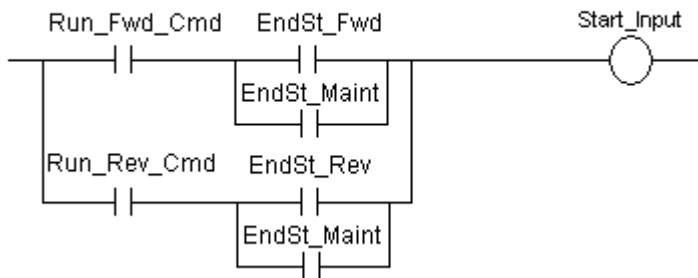 Run_Fwd_Cmd EndSt_Fwd Start_Input
EndSt_Maint
Run_Rev_Cmd EndSt_Rev
EndSt_Maint